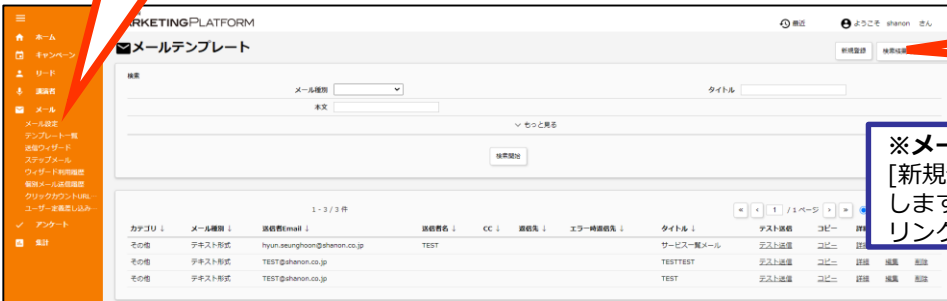 RKETINGPLATFORM
最近
ようこそ shanon さん
ホーム
キャンペーン
リード
講演者
メール
メール設定
テンプレート一覧
送信ウィザード
ステップメール
ウィザード利用履歴
個別メール送信履歴
クリックカウントURL…
ユーザー定義差し込み…
アンケート
集計
メールテンプレート
新規登録
検索結果
検索
メール種別
タイトル
本文
もっと見る
検索開始
※メー
[新規
します
リンク
1 - 3 / 3 件
« ‹ 1 / 1 ページ › »
カテゴリ↓ メール種別↓ 送信者Email↓ 送信者名↓ CC↓ 返信先↓ エラー時返信先↓ タイトル↓ テスト送信 コピー 詳細
その他 テキスト形式 hyun.seunghoon@shanon.co.jp TEST サービス一覧メール テスト送信 コピー 詳細 編集 削除
その他 テキスト形式 TEST@shanon.co.jp TESTTEST テスト送信 コピー 詳細 編集 削除
その他 テキスト形式 TEST@shanon.co.jp TEST テスト送信 コピー 詳細 編集 削除